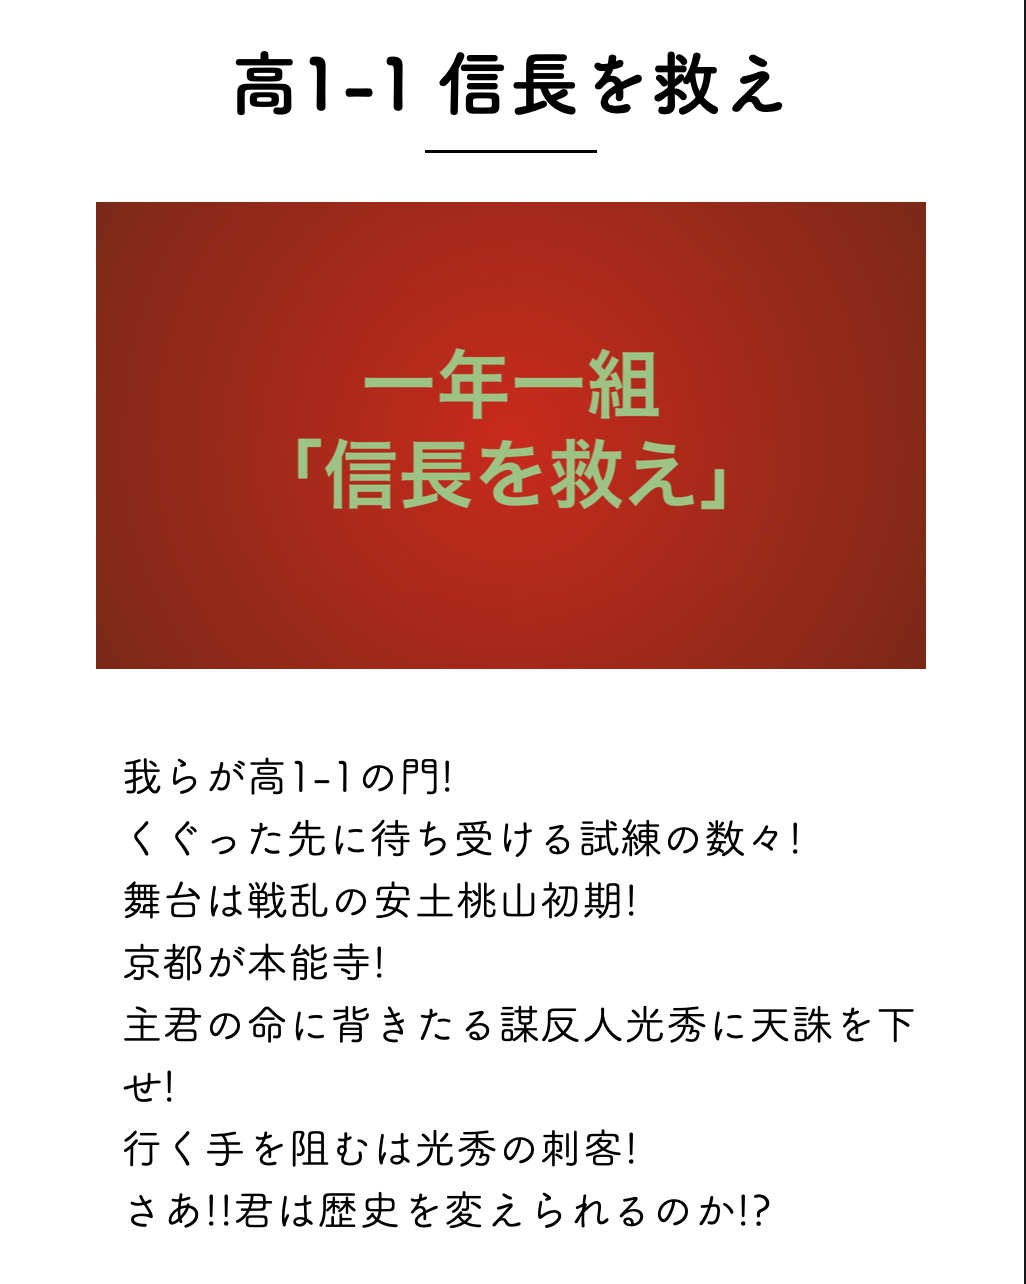 高1-1 信長を救え
一年一組
「信長を救え」
我らが高1-1の門!
くぐった先に待ち受ける試練の数々!
舞台は戦乱の安土桃山初期!
京都が本能寺!
主君の命に背きたる謀反人光秀に天誅を下
せ!
行く手を阻むは光秀の刺客!
さあ!!君は歴史を変えられるのか!?